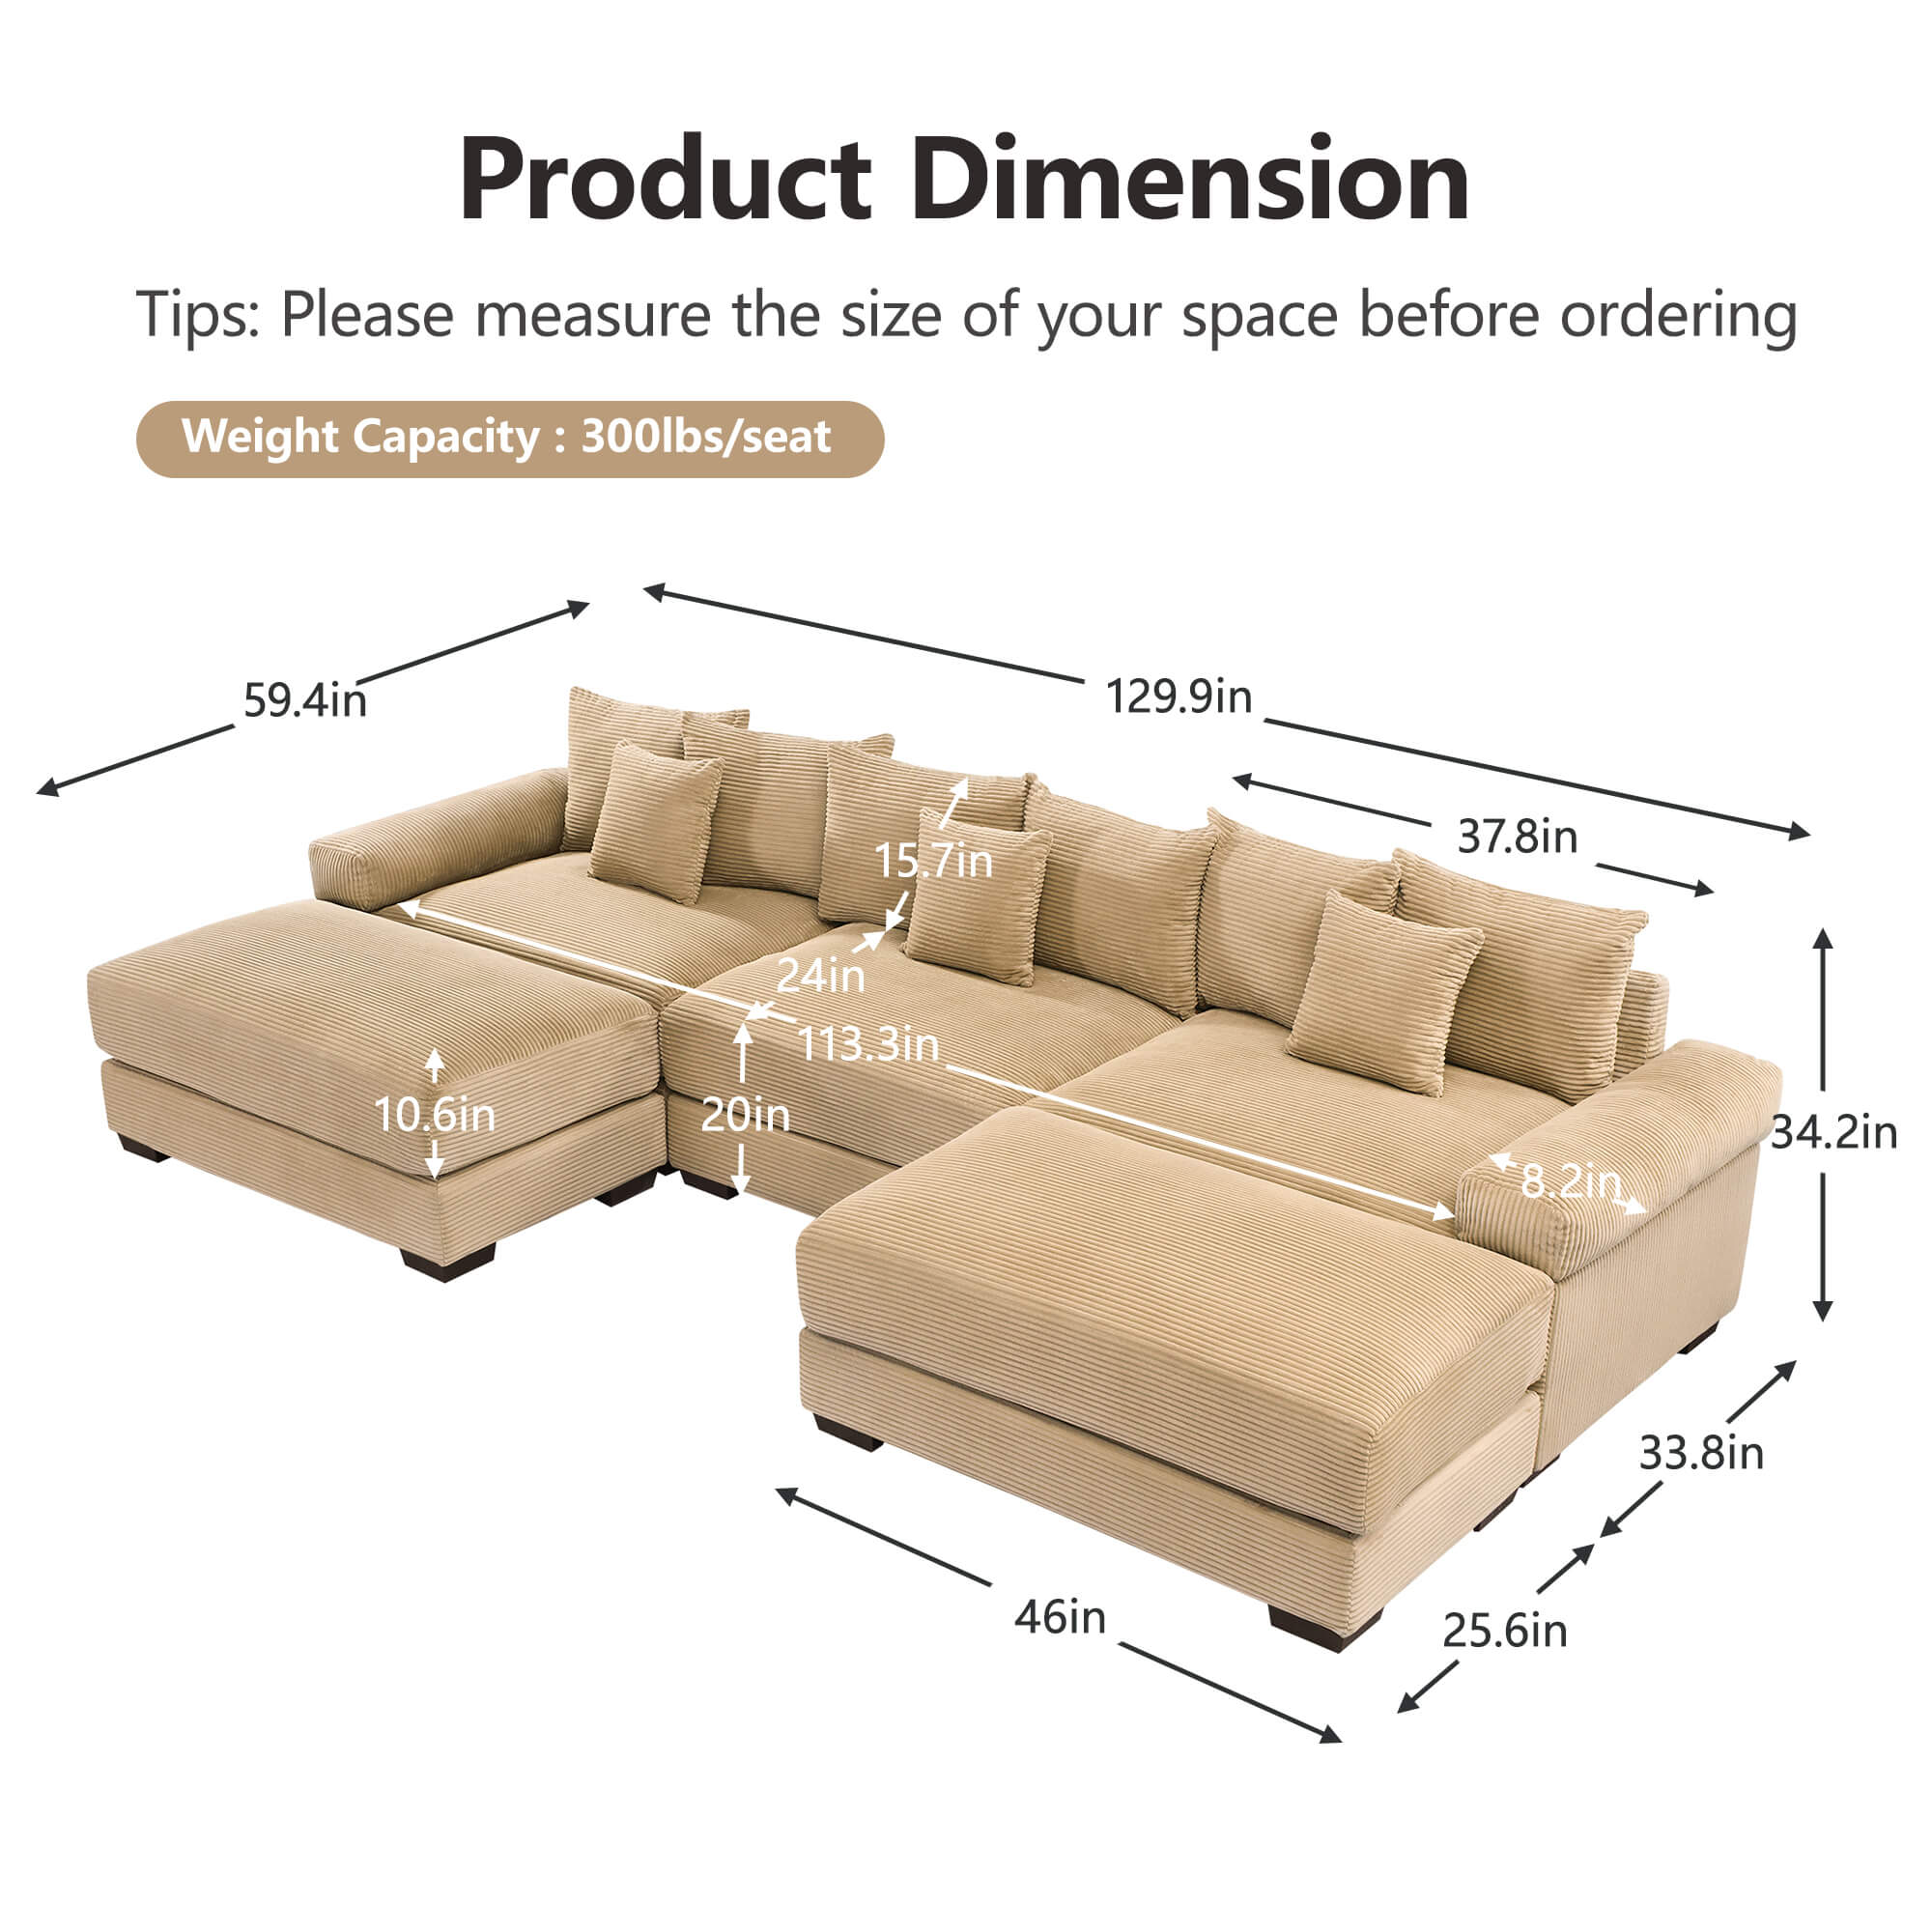 Product Dimension
Tips: Please measure the size of your space before ordering
Weight Capacity : 300lbs/seat
59.4in
129.9in
37.8in
15.7in
24in
113.3in
10.6in
20in
34.2in
8.2in
33.8in
46in
25.6in